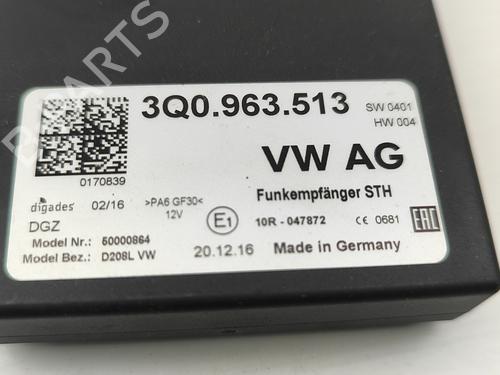 3Q0.963.513
SW 0401
HW 004
VW AG
0170839
digades
02/16
>PA6 GF30<
12V
DGZ
Funkempfänger STH
E1
10R - 047872
CE 0681
EAC
Model Nr.: 50000864
Model Bez.: D208L VW
20.12.16
Made in Germany
B-PARTS